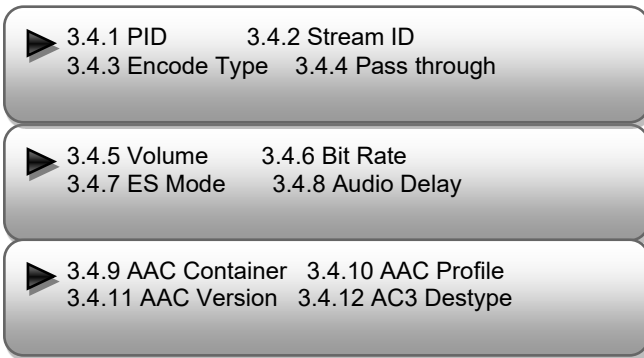 3.4.1 PID 3.4.2 Stream ID
3.4.3 Encode Type 3.4.4 Pass through
3.4.5 Volume 3.4.6 Bit Rate
3.4.7 ES Mode 3.4.8 Audio Delay
3.4.9 AAC Container 3.4.10 AAC Profile
3.4.11 AAC Version 3.4.12 AC3 Destype